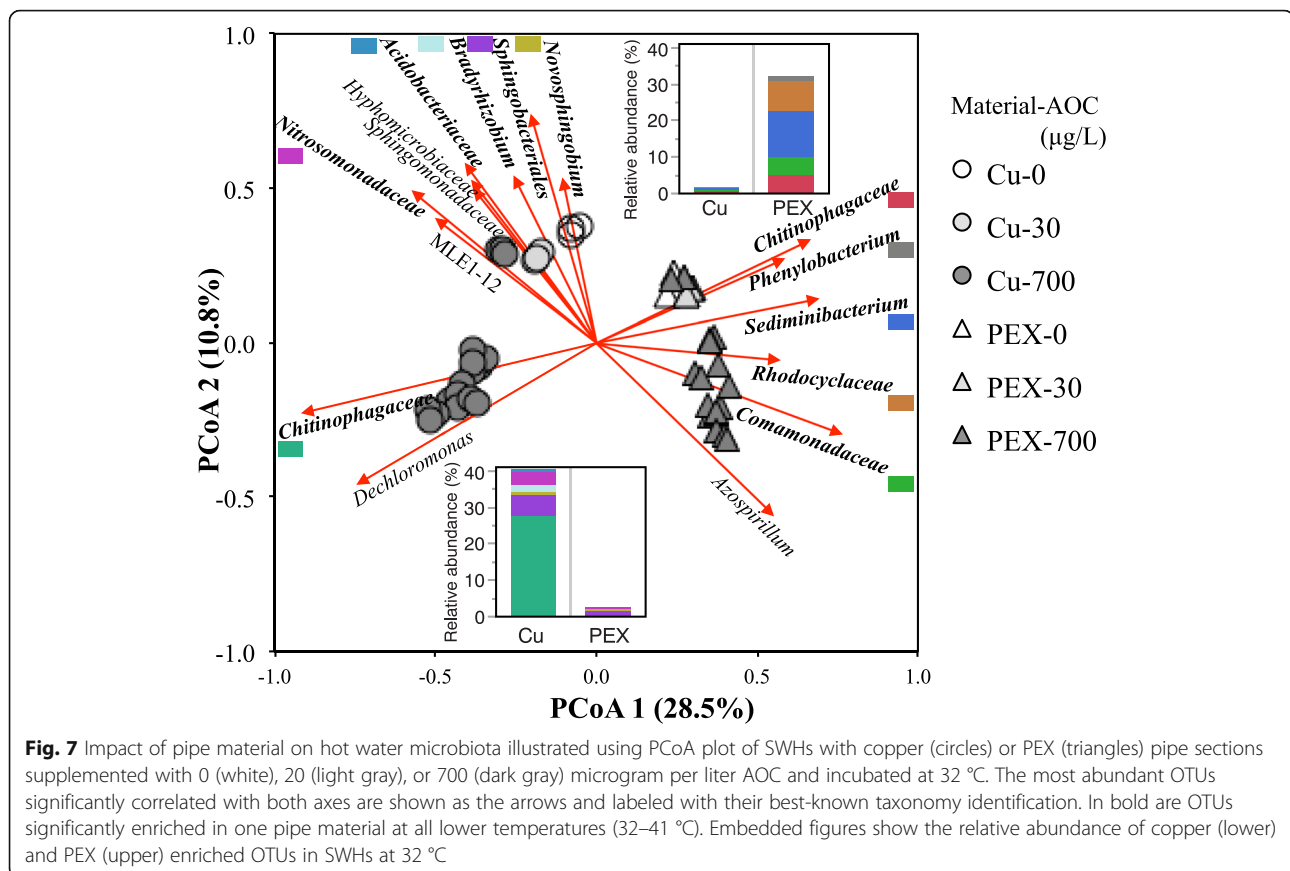 1.0
0.5
0.0
-0.5
-1.0
PCoA 2 (10.8%)
-1.0
-0.5
0.0
0.5
1.0
PCoA 1 (28.5%)
Nitrosomonadaceae
Acidobacteriaceae
Hyphomicrobiaceae
Sphingomonadaceae
Bradyrhizobium
Sphingobacteriales
Novosphingobium
MLE1-12
Chitinophagaceae
Dechloromonas
Chitinophagaceae
Phenylobacterium
Sediminibacterium
Rhodocyclaceae
Comamonadaceae
Azospirillum
Relative abundance (%)
40
30
20
10
0
Cu PEX
Relative abundance (%)
40
30
20
10
0
Cu PEX
Material-AOC
(µg/L)
Cu-0
Cu-30
Cu-700
PEX-0
PEX-30
PEX-700
Fig. 7 Impact of pipe material on hot water microbiota illustrated using PCoA plot of SWHs with copper (circles) or PEX (triangles) pipe sections
supplemented with 0 (white), 20 (light gray), or 700 (dark gray) microgram per liter AOC and incubated at 32 °C. The most abundant OTUs
significantly correlated with both axes are shown as the arrows and labeled with their best-known taxonomy identification. In bold are OTUs
significantly enriched in one pipe material at all lower temperatures (32–41 °C). Embedded figures show the relative abundance of copper (lower)
and PEX (upper) enriched OTUs in SWHs at 32 °C